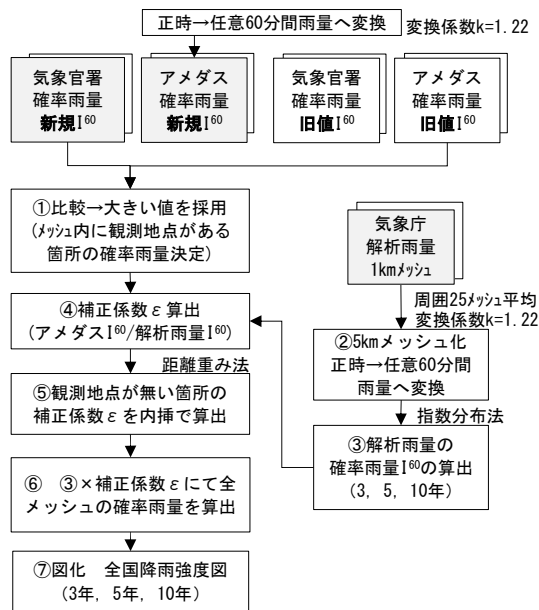 正時→任意60分間雨量へ変換
変換係数k=1.22
気象官署
確率雨量
新規I⁶⁰
アメダス
確率雨量
新規I⁶⁰
気象官署
確率雨量
旧値I⁶⁰
アメダス
確率雨量
旧値I⁶⁰
①比較→大きい値を採用
(メッシュ内に観測地点がある
箇所の確率雨量決定)
気象庁
解析雨量
1kmメッシュ
周囲25メッシュ平均
変換係数k=1.22
④補正係数ε算出
(アメダスI⁶⁰/解析雨量I⁶⁰)
②5kmメッシュ化
正時→任意60分間
雨量へ変換
距離重み法
⑤観測地点が無い箇所の
補正係数εを内挿で算出
指数分布法
③解析雨量の
確率雨量I⁶⁰の算出
(3, 5, 10年)
⑥ ③×補正係数εにて全
メッシュの確率雨量を算出
⑦図化 全国降雨強度図
(3年, 5年, 10年)